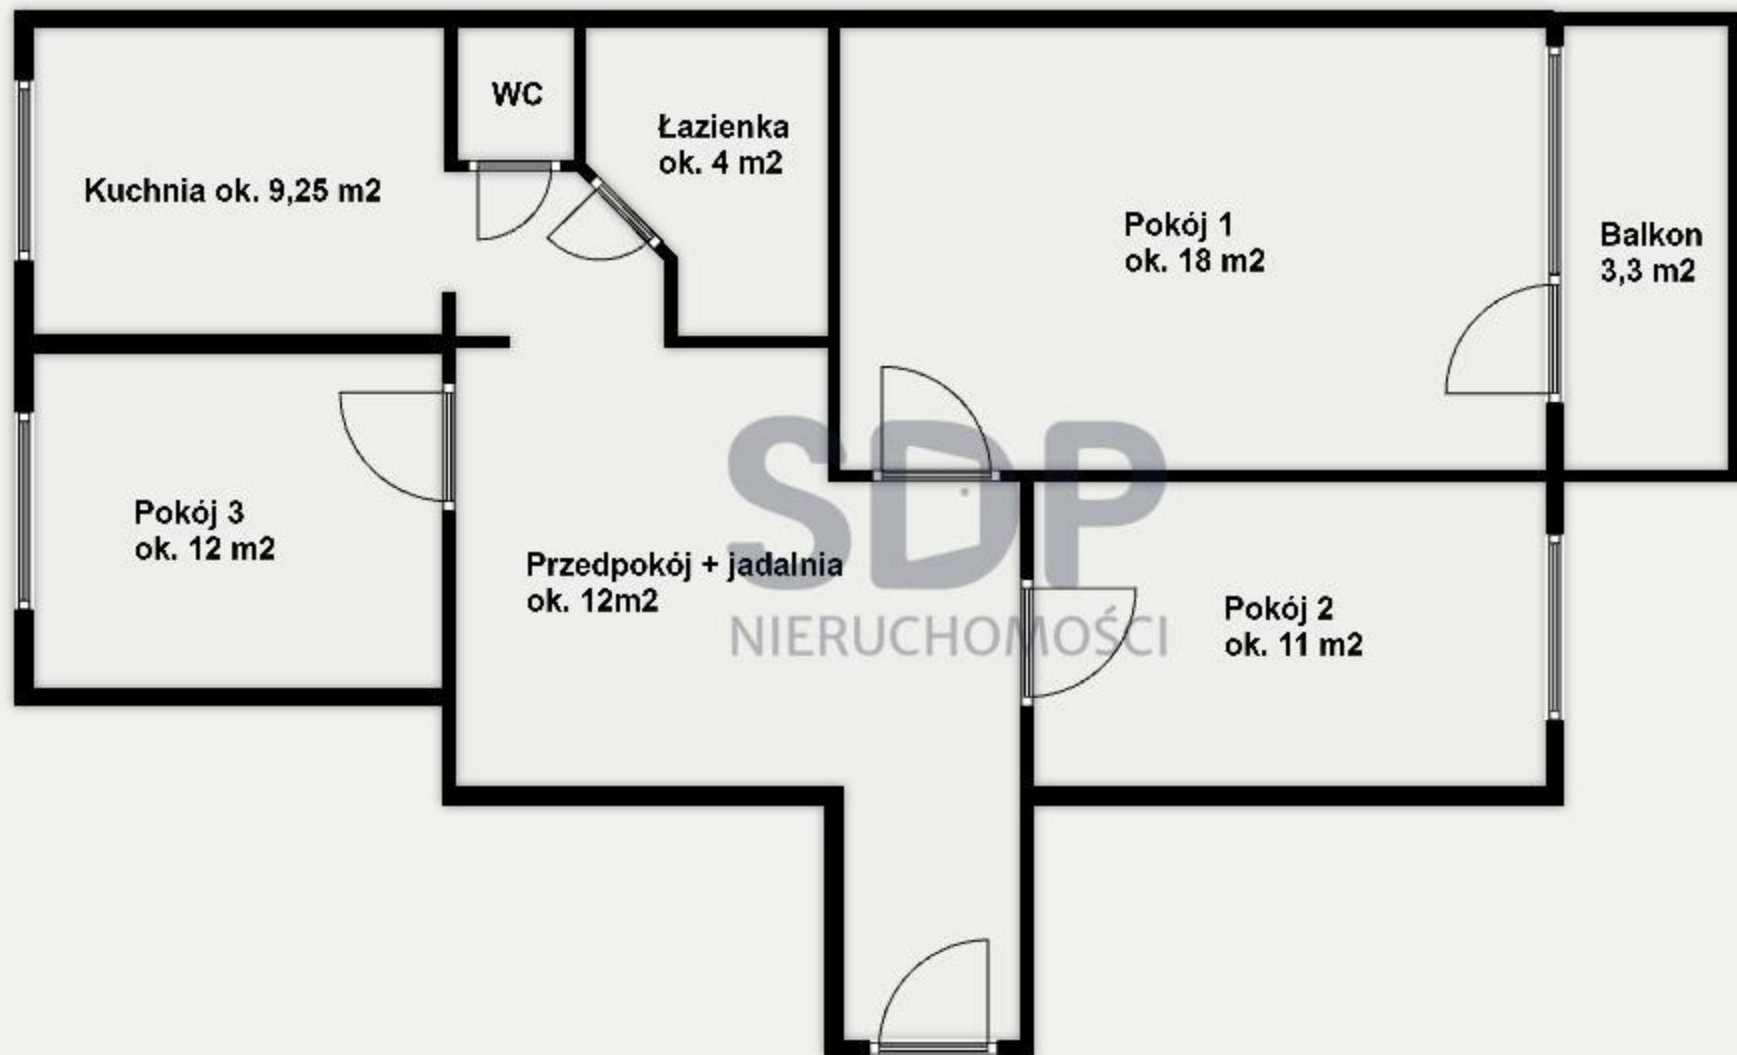 WC
Łazienka
ok. 4 m2
Kuchnia ok. 9,25 m2
Pokój 1
ok. 18 m2
Balkon
3,3 m2
Pokój 3
ok. 12 m2
Przedpokój + jadalnia
ok. 12m2
SDP
NIERUCHOMOŚCI
Pokój 2
ok. 11 m2